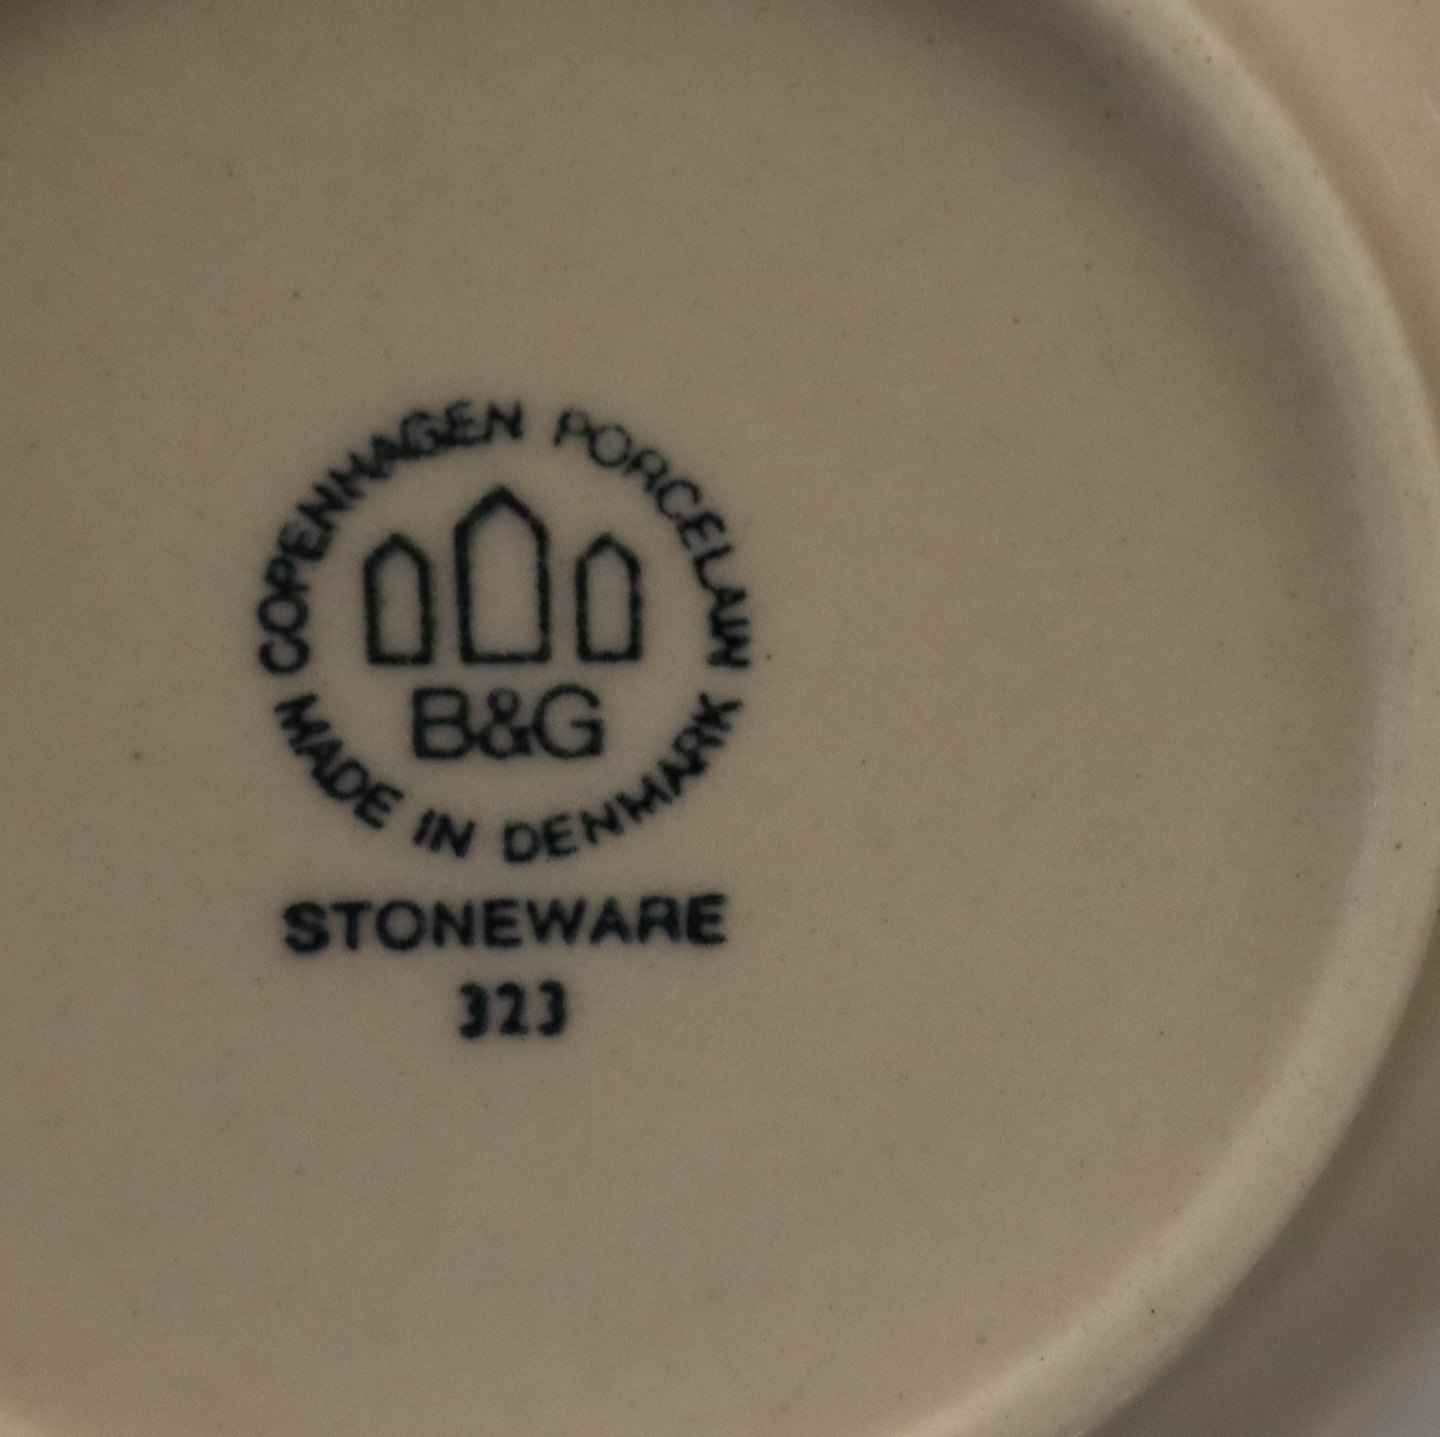 COPENHAGEN PORCELAIN
B&G
MADE IN DENMARK
STONEWARE
323